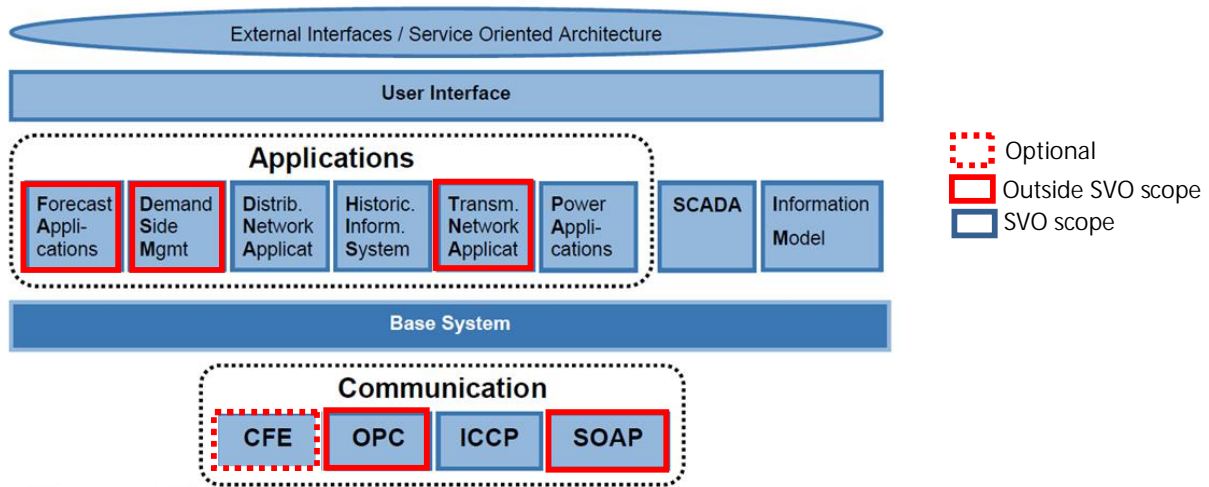 External Interfaces / Service Oriented Architecture
User Interface
Applications
Forecast
Appli-
cations
Demand
Side
Mgmt
Distrib.
Network
Applicat
Historic.
Inform.
System
Transm.
Network
Applicat
Power
Appli-
cations
SCADA
Information
Model
Optional
Outside SVO scope
SVO scope
Base System
Communication
CFE
OPC
ICCP
SOAP